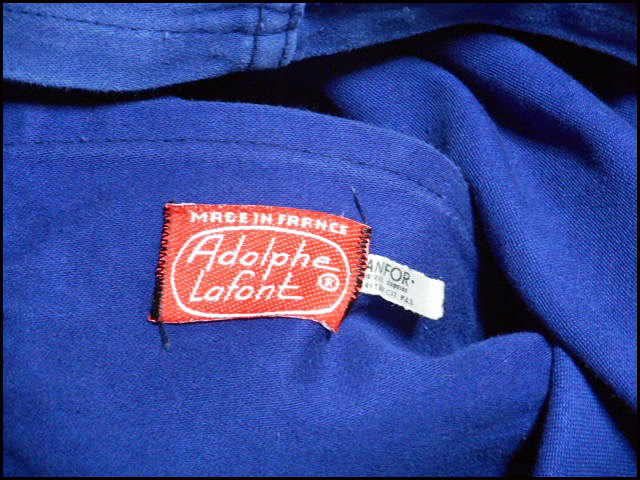 MADE IN FRANCE
Adolphe
Lafont ®
ANFOR·